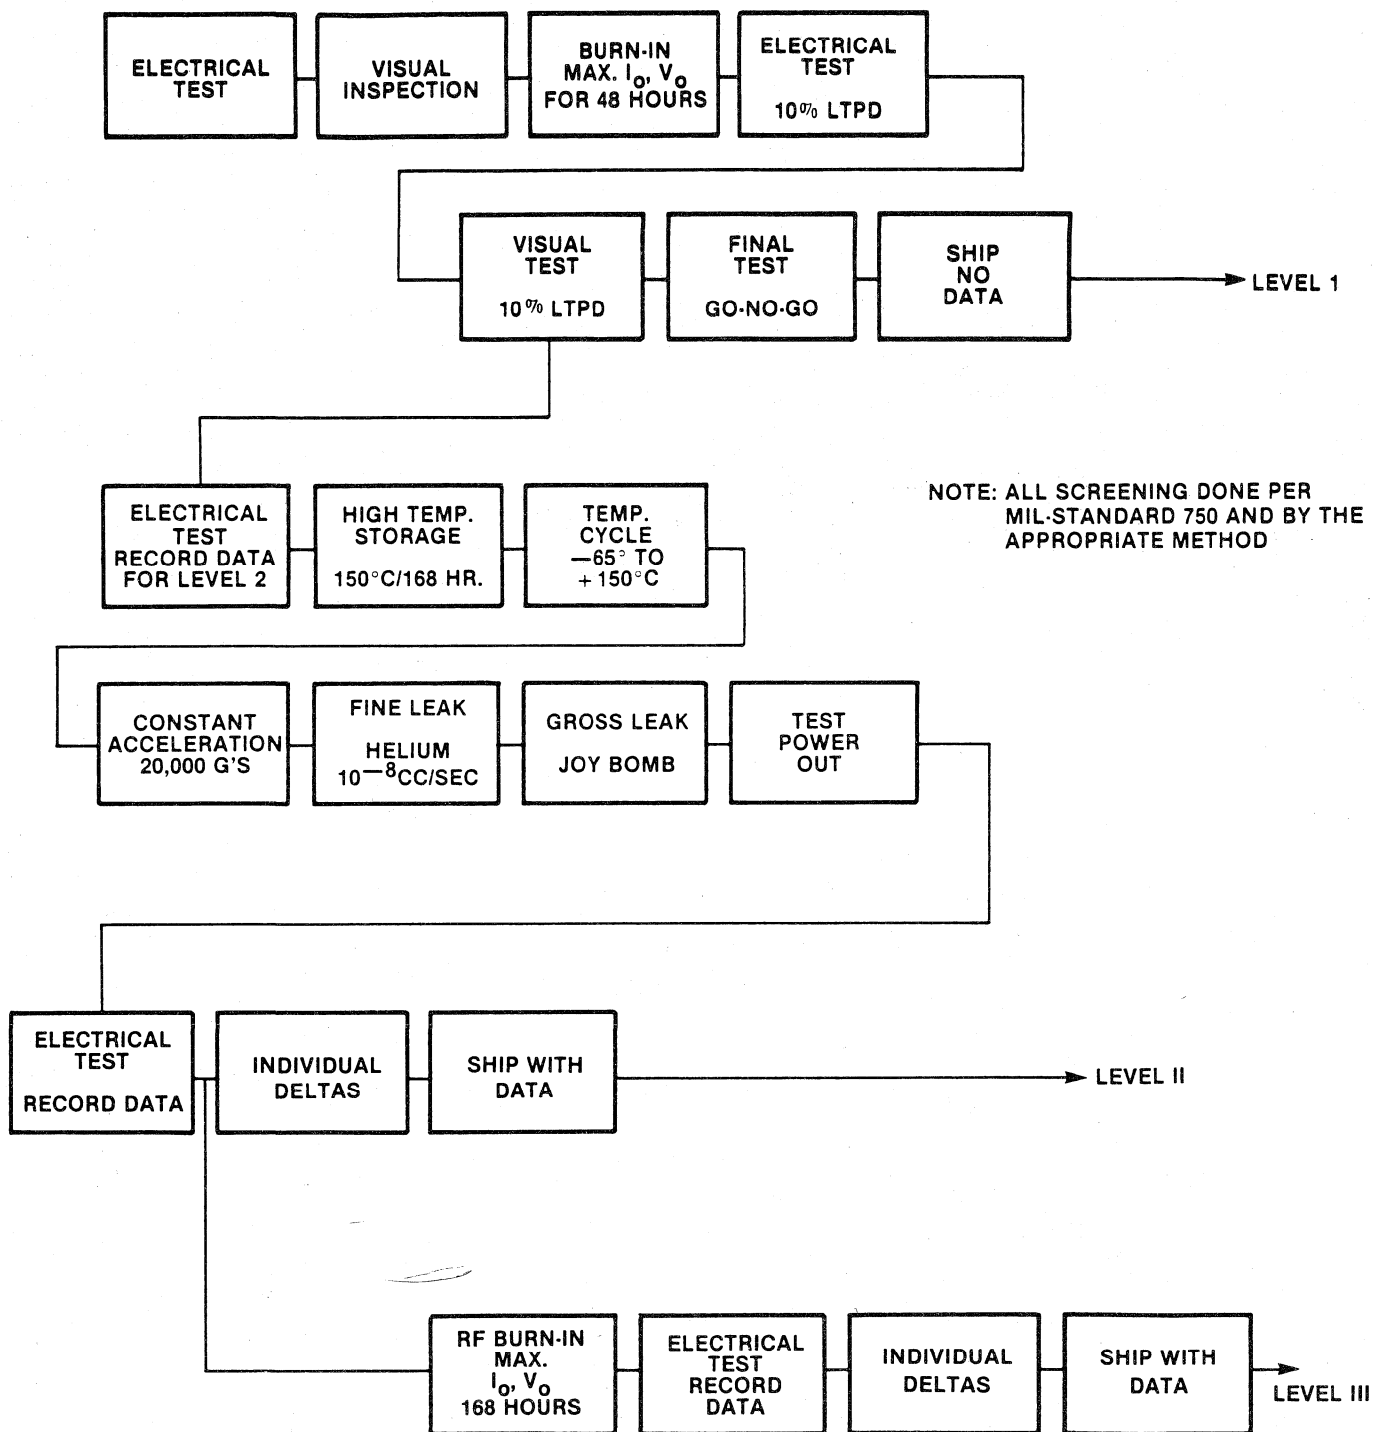 ELECTRICAL
TEST
VISUAL
INSPECTION
BURN-IN
MAX. I₀, V₀
FOR 48 HOURS
ELECTRICAL
TEST
10% LTPD
VISUAL
TEST
10% LTPD
FINAL
TEST
GO-NO-GO
SHIP
NO
DATA
LEVEL 1
ELECTRICAL
TEST
RECORD DATA
FOR LEVEL 2
HIGH TEMP.
STORAGE
150°C/168 HR.
TEMP.
CYCLE
—65° TO
+150°C
NOTE: ALL SCREENING DONE PER
MIL-STANDARD 750 AND BY THE
APPROPRIATE METHOD
CONSTANT
ACCELERATION
20,000 G'S
FINE LEAK
HELIUM
10—8CC/SEC
GROSS LEAK
JOY BOMB
TEST
POWER
OUT
ELECTRICAL
TEST
RECORD DATA
INDIVIDUAL
DELTAS
SHIP WITH
DATA
LEVEL II
RF BURN-IN
MAX.
I₀, V₀
168 HOURS
ELECTRICAL
TEST
RECORD
DATA
INDIVIDUAL
DELTAS
SHIP WITH
DATA
LEVEL III